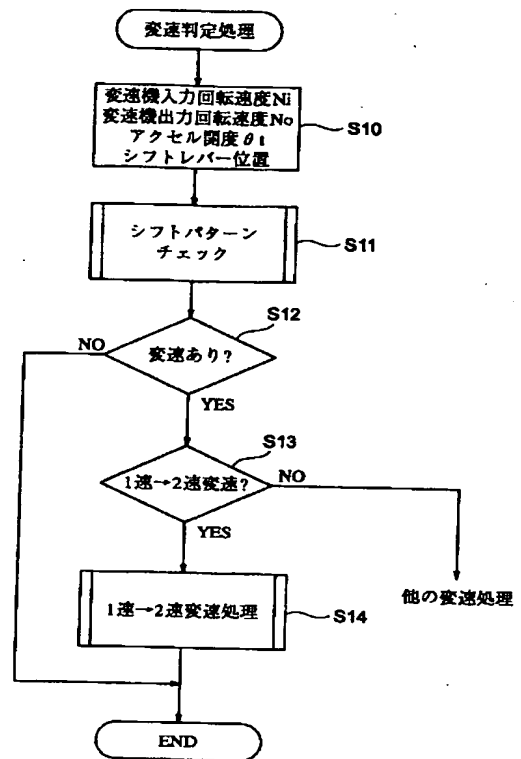 変速判定処理
変速機入力回転速度Ni
変速機出力回転速度No
アクセル開度θt
シフトレバー位置
S10
シフトパターン
チェック
S11
S12
NO
変速あり?
YES
S13
1速→2速変速?
NO
YES
1速→2速変速処理
S14
他の変速処理
END